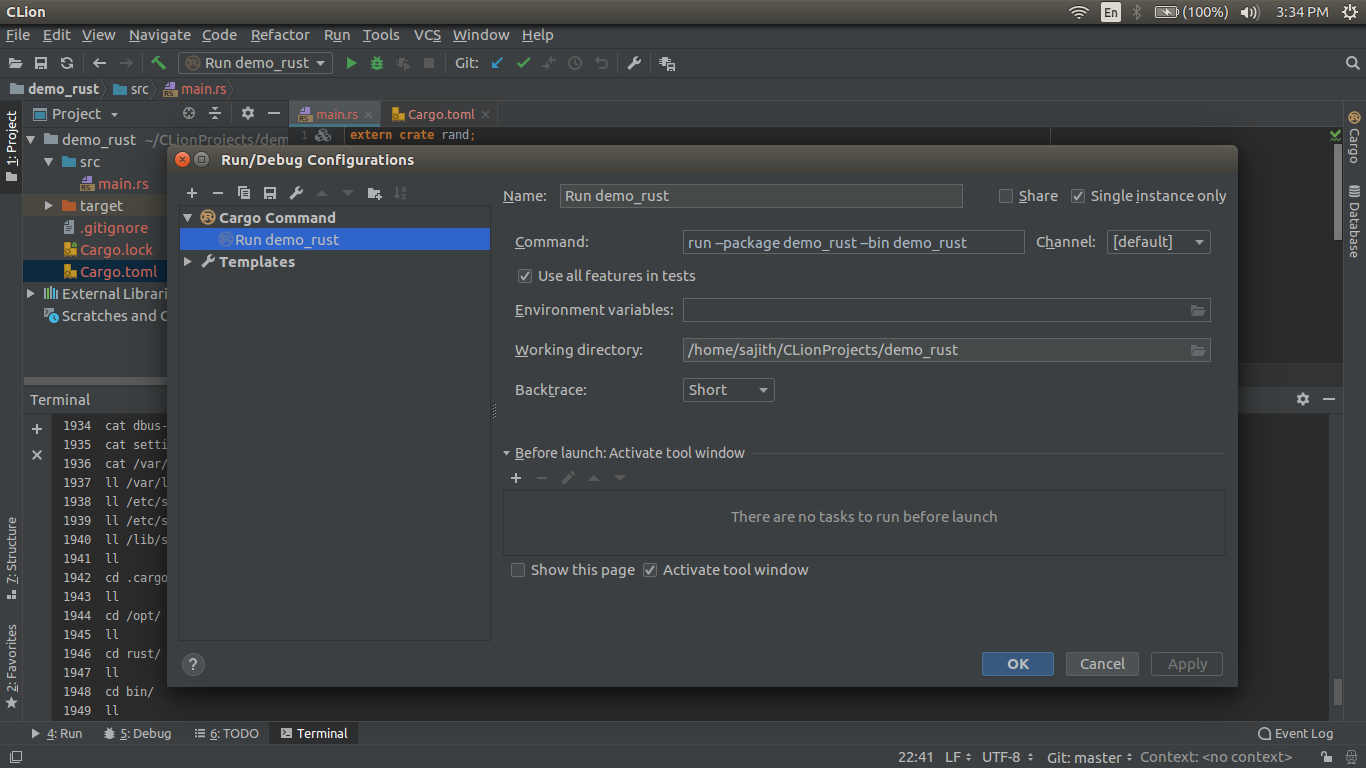 CLion
En (100%) 3:34 PM
File Edit View Navigate Code Refactor Run Tools VCS Window Help
Run demo_rust Git:
demo_rust src main.rs
1: Project
7: Structure
2: Favorites
Project
main.rs Cargo.toml
demo_rust ~/CLionProjects/dem
src
main.rs
target
.gitignore
Cargo.lock
Cargo.toml
External Librari
Scratches and C
1 extern crate rand;
Cargo
Database
Run/Debug Configurations
Cargo Command
Run demo_rust
Templates
Name: Run demo_rust Share Single instance only
Command: run –package demo_rust –bin demo_rust Channel: [default]
Use all features in tests
Environment variables:
Working directory: /home/sajith/CLionProjects/demo_rust
Backtrace: Short
Before launch: Activate tool window
There are no tasks to run before launch
Show this page Activate tool window
? OK Cancel Apply
Terminal
1934 cat dbus-
1935 cat setti
1936 cat /var/
1937 ll /var/l
1938 ll /etc/s
1939 ll /etc/s
1940 ll /lib/s
1941 ll
1942 cd .cargo
1943 ll
1944 cd /opt/
1945 ll
1946 cd rust/
1947 ll
1948 cd bin/
1949 ll
4: Run 5: Debug 6: TODO Terminal Event Log
22:41 LF UTF-8 Git: master Context: <no context>